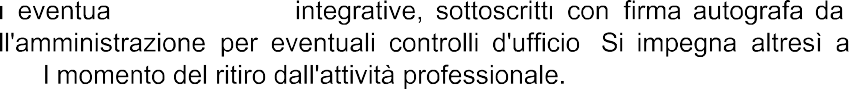 eventua integrative, sottoscritti con firma autografa da
ll'amministrazione per eventuali controlli d'ufficio Si impegna altresì a
l momento del ritiro dall'attività professionale.